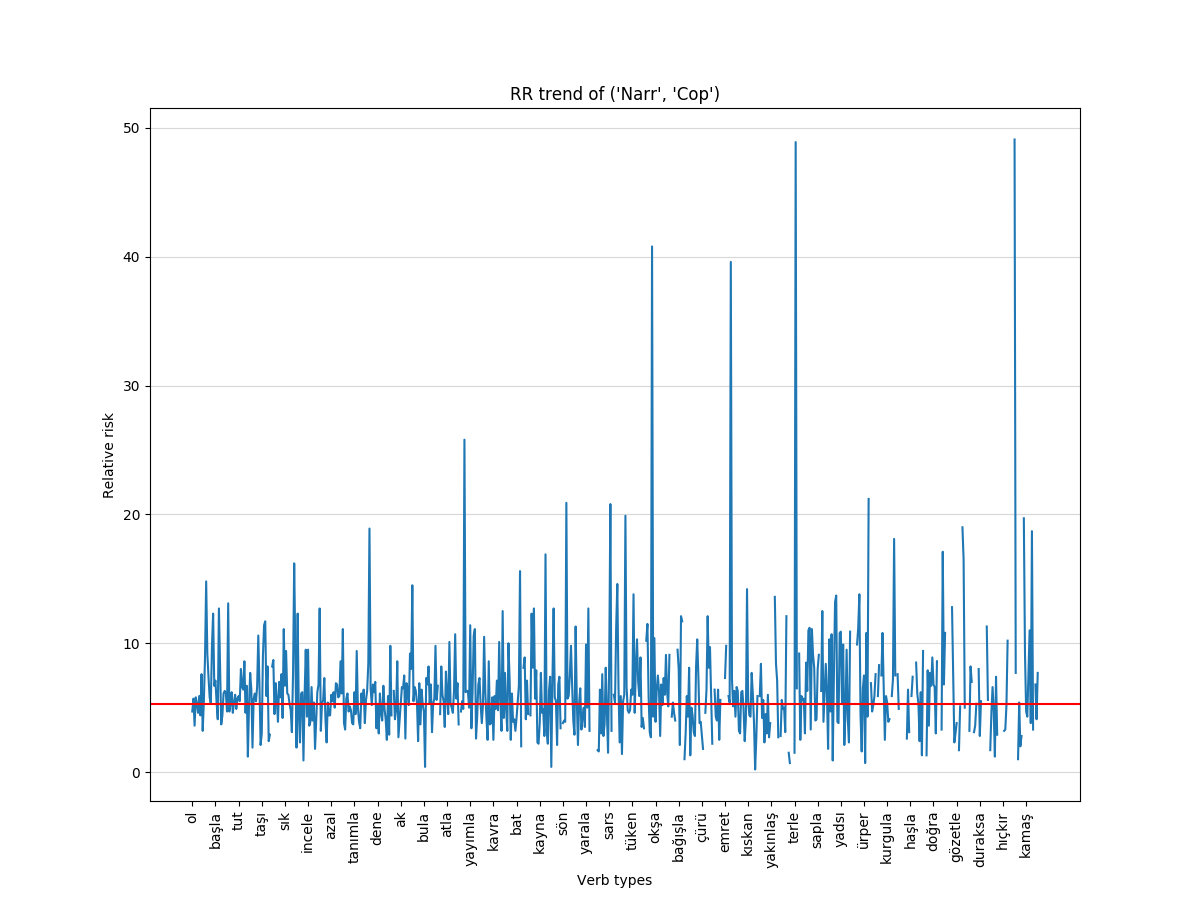 RR trend of ('Narr', 'Cop')
50
40
30
20
10
0
Relative risk
ol
başla
tut
taşı
sık
incele
azal
tanımla
dene
ak
bula
atla
yayımla
kavra
bat
kayna
sön
yarala
sars
tüken
okşa
bağışla
çürü
emret
kıskan
yakınlaş
terle
sapla
yadsı
ürper
kurgula
haşla
doğra
gözetle
duraksa
hıçkır
kamaş
Verb types